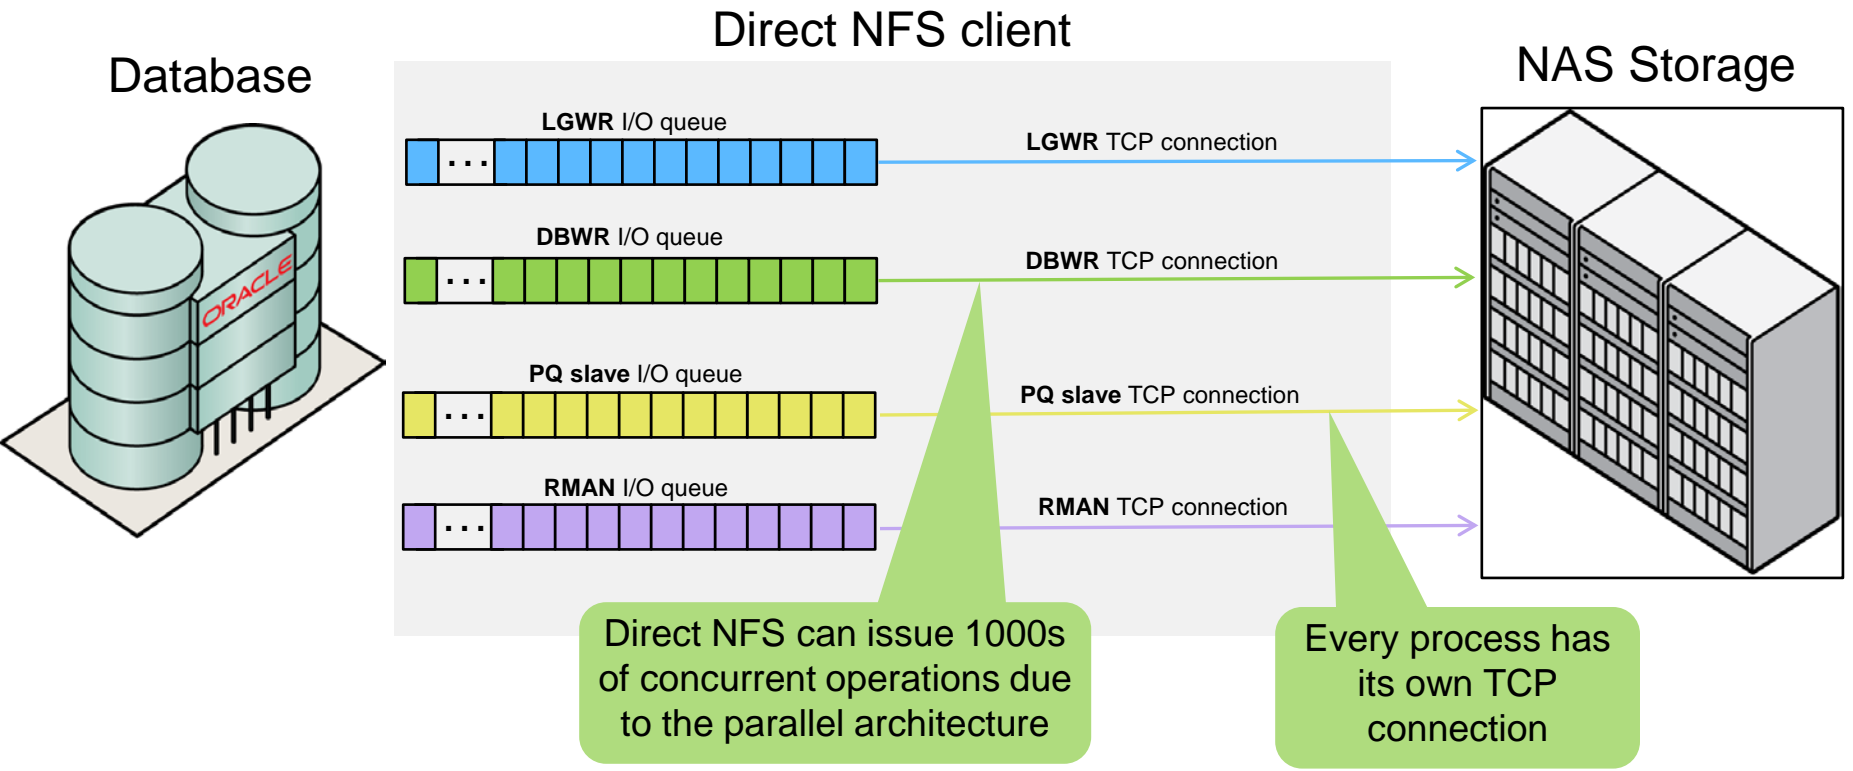 Direct NFS client
Database
NAS Storage
LGWR I/O queue
...
LGWR TCP connection
DBWR I/O queue
...
DBWR TCP connection
ORACLE
PQ slave I/O queue
...
PQ slave TCP connection
RMAN I/O queue
...
RMAN TCP connection
Direct NFS can issue 1000s
of concurrent operations due
to the parallel architecture
Every process has
its own TCP
connection